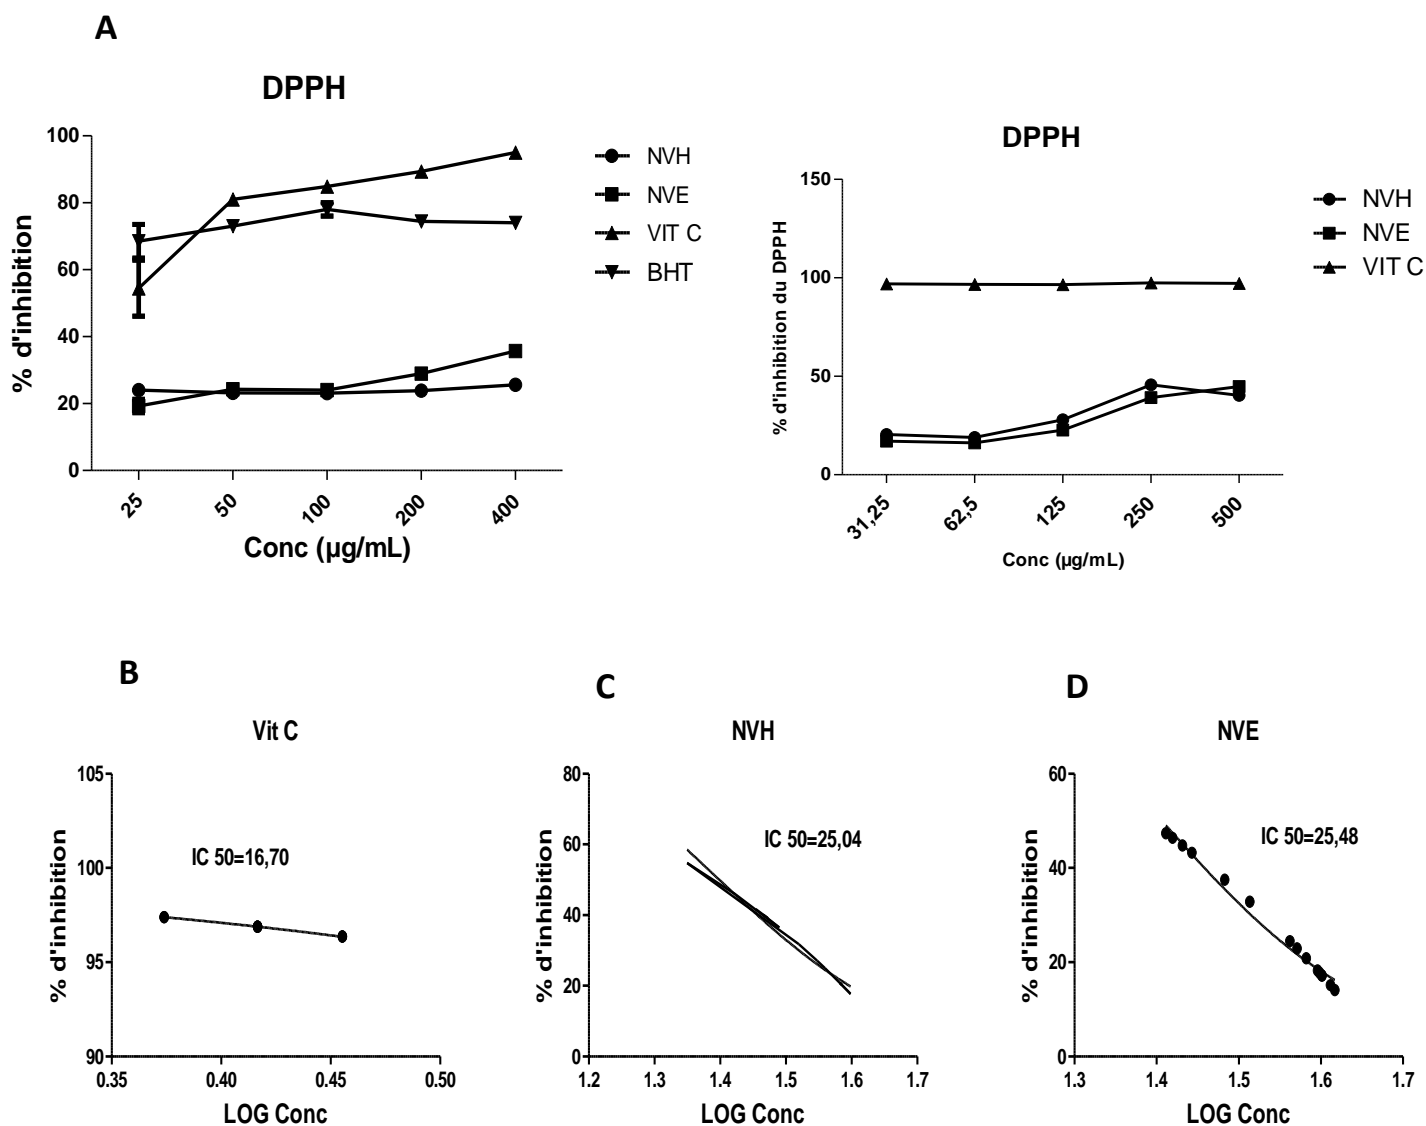 A
DPPH
% d'inhibition
100
80
60
40
20
0
25
50
100
200
400
Conc (µg/mL)
NVH
NVE
VIT C
BHT
DPPH
% d'inhibition du DPPH
150
100
50
0
31,25
62,5
125
250
500
Conc (µg/mL)
NVH
NVE
VIT C
B
Vit C
% d'inhibition
105
100
95
90
IC 50=16,70
0.35
0.40
0.45
0.50
LOG Conc
C
NVH
% d'inhibition
80
60
40
20
0
IC 50=25,04
1.2
1.3
1.4
1.5
1.6
1.7
LOG Conc
D
NVE
% d'inhibition
60
40
20
0
IC 50=25,48
1.3
1.4
1.5
1.6
1.7
LOG Conc